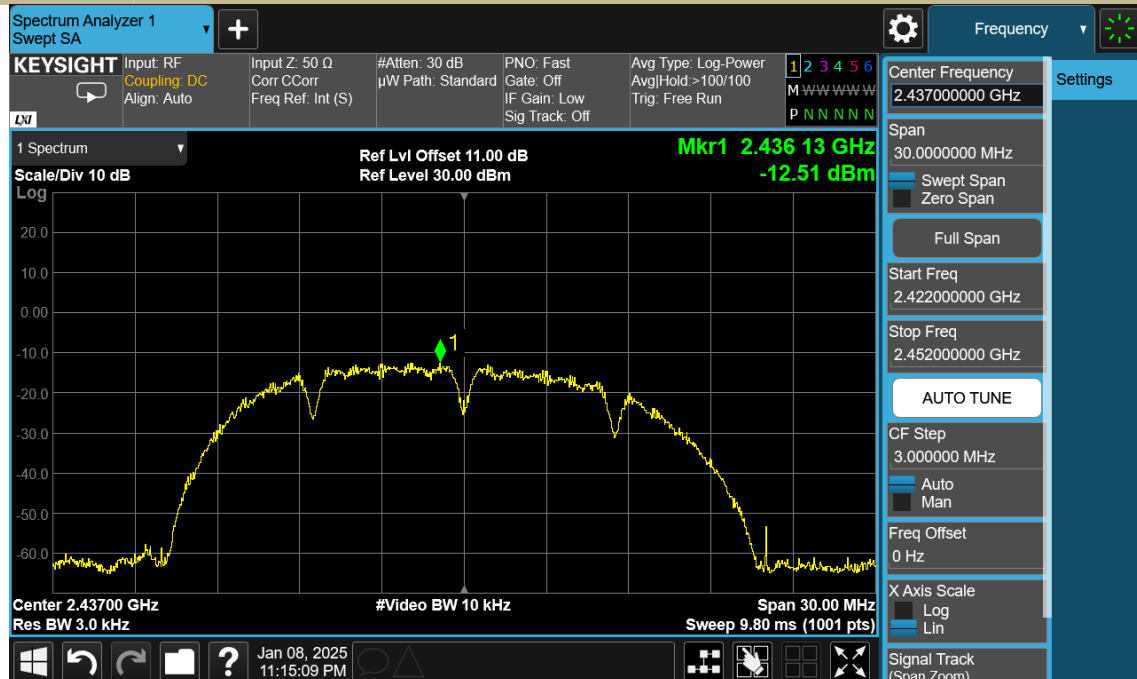 Spectrum Analyzer 1
Swept SA
Frequency
KEYSIGHT
LXI
Input: RF
Coupling: DC
Align: Auto
Input Z: 50 Ω
Corr CCorr
Freq Ref: Int (S)
#Atten: 30 dB
µW Path: Standard
PNO: Fast
Gate: Off
IF Gain: Low
Sig Track: Off
Avg Type: Log-Power
Avg|Hold:>100/100
Trig: Free Run
1 2 3 4 5 6
M W W W W W
P N N N N N
1 Spectrum
Scale/Div 10 dB
Log
Ref Lvl Offset 11.00 dB
Ref Level 30.00 dBm
Mkr1 2.436 13 GHz
-12.51 dBm
20.0
10.0
0.00
-10.0
-20.0
-30.0
-40.0
-50.0
-60.0
1
Center 2.43700 GHz
Res BW 3.0 kHz
#Video BW 10 kHz
Span 30.00 MHz
Sweep 9.80 ms (1001 pts)
Jan 08, 2025
11:15:09 PM
?
Center Frequency
2.437000000 GHz
Span
30.0000000 MHz
Swept Span
Zero Span
Full Span
Start Freq
2.422000000 GHz
Stop Freq
2.452000000 GHz
AUTO TUNE
CF Step
3.000000 MHz
Auto
Man
Freq Offset
0 Hz
X Axis Scale
Log
Lin
Signal Track
(Span Zoom)
Settings